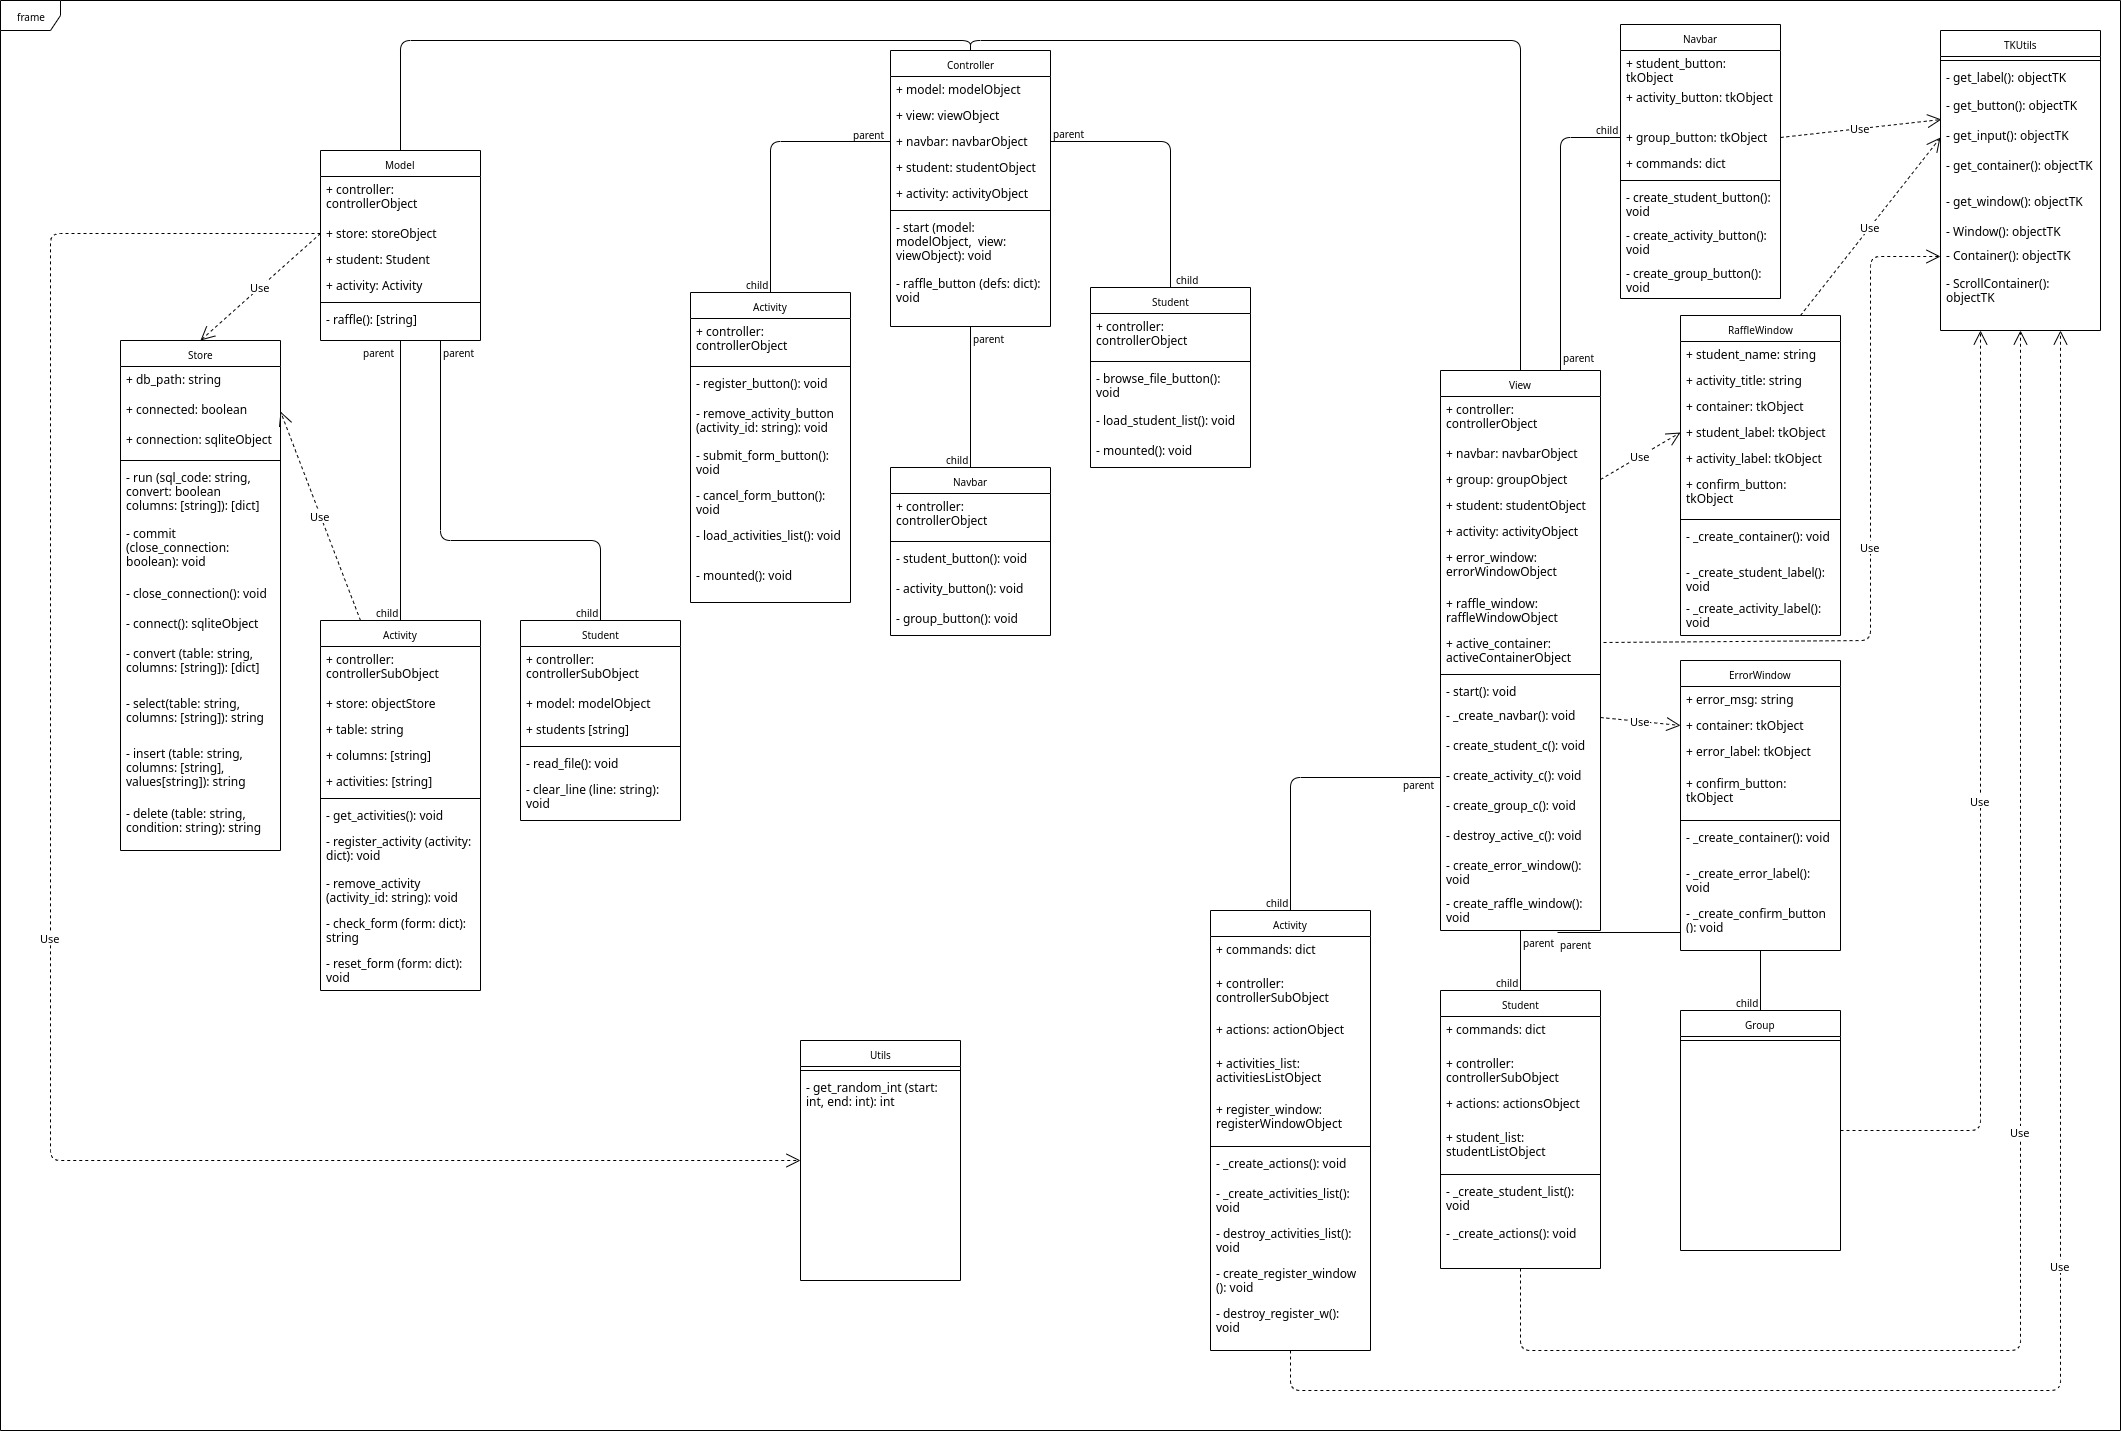 frame
Controller
+ model: modelObject
+ view: viewObject
+ navbar: navbarObject
+ student: studentObject
+ activity: activityObject
- start (model:
modelObject,  view:
viewObject): void
- raffle_button (defs: dict):
void
parent
parent
parent
child
child
child
Model
+ controller:
controllerObject
+ store: storeObject
+ student: Student
+ activity: Activity
- raffle(): [string]
parent
parent
Use
Use
Use
Store
+ db_path: string
+ connected: boolean
+ connection: sqliteObject
- run (sql_code: string,
convert: boolean
columns: [string]): [dict]
- commit
(close_connection:
boolean): void
- close_connection(): void
- connect(): sqliteObject
- convert (table: string,
columns: [string]): [dict]
- select(table: string,
columns: [string]): string
- insert (table: string,
columns: [string],
values[string]): string
- delete (table: string,
condition: string): string
child
Activity
+ controller:
controllerSubObject
+ store: objectStore
+ table: string
+ columns: [string]
+ activities: [string]
- get_activities(): void
- register_activity (activity:
dict): void
- remove_activity
(activity_id: string): void
- check_form (form: dict):
string
- reset_form (form: dict):
void
child
Student
+ controller:
controllerSubObject
+ model: modelObject
+ students [string]
- read_file(): void
- clear_line (line: string):
void
Activity
+ controller:
controllerObject
- register_button(): void
- remove_activity_button
(activity_id: string): void
- submit_form_button():
void
- cancel_form_button():
void
- load_activities_list(): void
- mounted(): void
Navbar
+ controller:
controllerObject
- student_button(): void
- activity_button(): void
- group_button(): void
Student
+ controller:
controllerObject
- browse_file_button():
void
- load_student_list(): void
- mounted(): void
Utils
- get_random_int (start:
int, end: int): int
Navbar
+ student_button:
tkObject
+ activity_button: tkObject
+ group_button: tkObject
+ commands: dict
- create_student_button():
void
- create_activity_button():
void
- create_group_button():
void
child
parent
Use
TKUtils
- get_label(): objectTK
- get_button(): objectTK
- get_input(): objectTK
- get_container(): objectTK
- get_window(): objectTK
- Window(): objectTK
- Container(): objectTK
- ScrollContainer():
objectTK
Use
RaffleWindow
+ student_name: string
+ activity_title: string
+ container: tkObject
+ student_label: tkObject
+ activity_label: tkObject
+ confirm_button:
tkObject
- _create_container(): void
- _create_student_label():
void
- _create_activity_label():
void
View
+ controller:
controllerObject
+ navbar: navbarObject
+ group: groupObject
+ student: studentObject
+ activity: activityObject
+ error_window:
errorWindowObject
+ raffle_window:
raffleWindowObject
+ active_container:
activeContainerObject
- start(): void
- _create_navbar(): void
- create_student_c(): void
- create_activity_c(): void
- create_group_c(): void
- destroy_active_c(): void
- create_error_window():
void
- create_raffle_window():
void
Use
Use
Use
parent
parent
parent
ErrorWindow
+ error_msg: string
+ container: tkObject
+ error_label: tkObject
+ confirm_button:
tkObject
- _create_container(): void
- _create_error_label():
void
- _create_confirm_button
(): void
child
Activity
+ commands: dict
+ controller:
controllerSubObject
+ actions: actionObject
+ activities_list:
activitiesListObject
+ register_window:
registerWindowObject
- _create_actions(): void
- _create_activities_list():
void
- destroy_activities_list():
void
- create_register_window
(): void
- destroy_register_w():
void
child
Student
+ commands: dict
+ controller:
controllerSubObject
+ actions: actionsObject
+ student_list:
studentListObject
- _create_student_list():
void
- _create_actions(): void
child
Group
Use
Use
Use